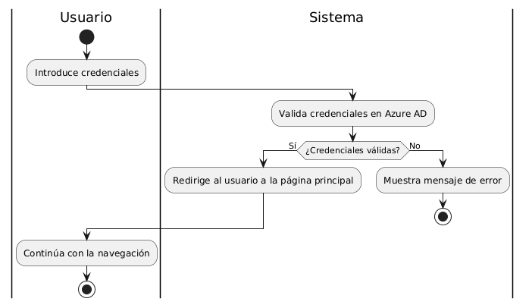 Usuario
Sistema
Introduce credenciales
Valida credenciales en Azure AD
¿Credenciales válidas?
Sí
No
Redirige al usuario a la página principal
Muestra mensaje de error
Continúa con la navegación